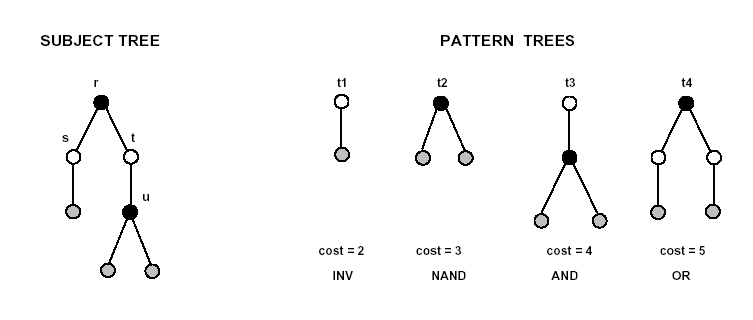 SUBJECT TREE
PATTERN TREES
r
s
t
u
t1
t2
t3
t4
cost = 2
cost = 3
cost = 4
cost = 5
INV
NAND
AND
OR